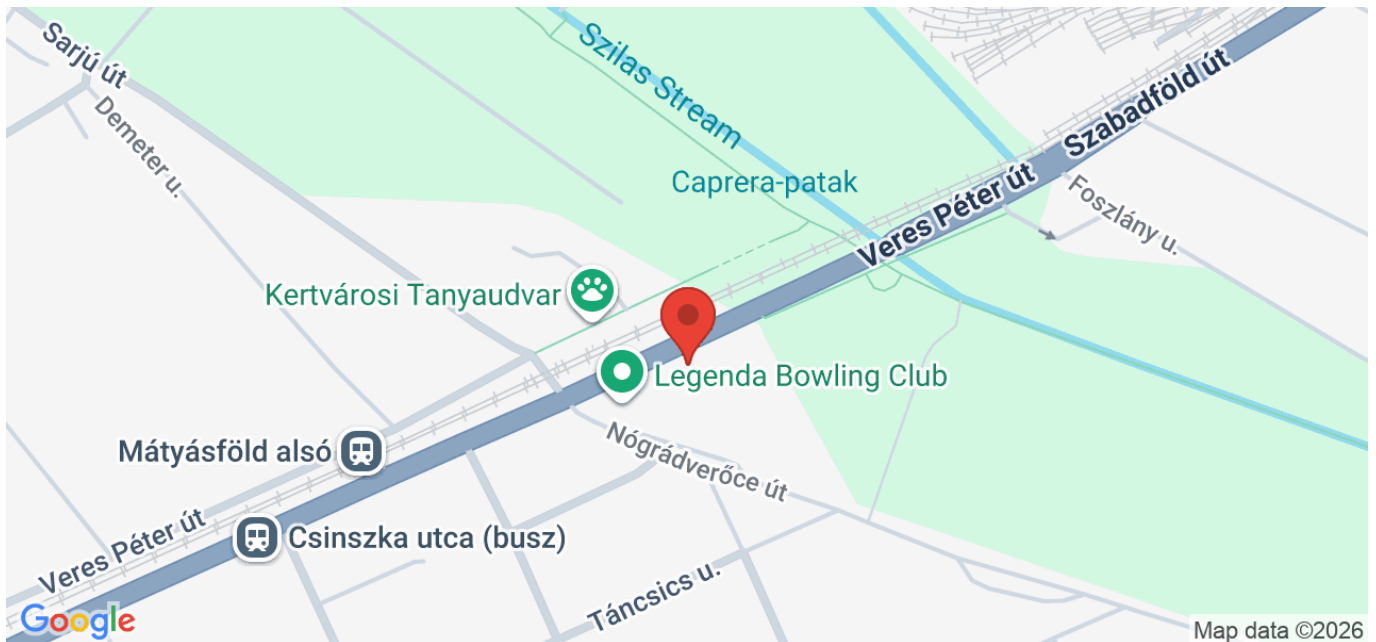 Sarjú út
Demeter u.
Szilas Stream
Caprera-patak
Szabadföld út
Veres Péter út
Foszlány u.
Kertvárosi Tanyaudvar
Legenda Bowling Club
Mátyásföld alsó
Nógrádverőce út
Veres Péter út
Csinszka utca (busz)
Táncsics u.
Google
Map data ©2026